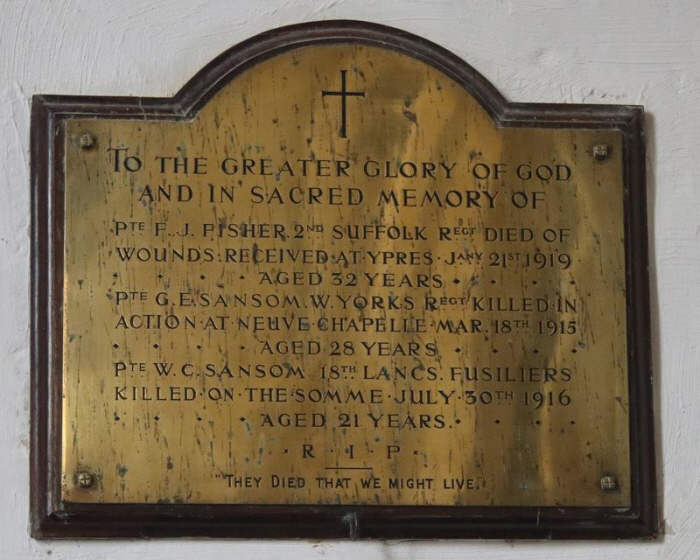 TO THE GREATER GLORY OF GOD
AND IN SACRED MEMORY OF
PTE F. J. FISHER. 2ND SUFFOLK REGT DIED OF
WOUNDS·RECEIVED·AT·YPRES·JANY 21ST 1919
· · · · AGED 32 YEARS · · · ·
PTE G.E. SANSOM. W. YORKS REGT KILLED·IN
ACTION·AT·NEUVE·CHAPELLE·MAR. 18TH 1915
· · · · AGED 28 YEARS · · · ·
PTE W. C. SANSOM. 18TH LANCS. FUSILIERS
KILLED·ON·THE·SOMME·JULY·30TH 1916
· · · · AGED 21 YEARS. · · · ·
· R · I · P ·
"THEY DIED THAT WE MIGHT LIVE."